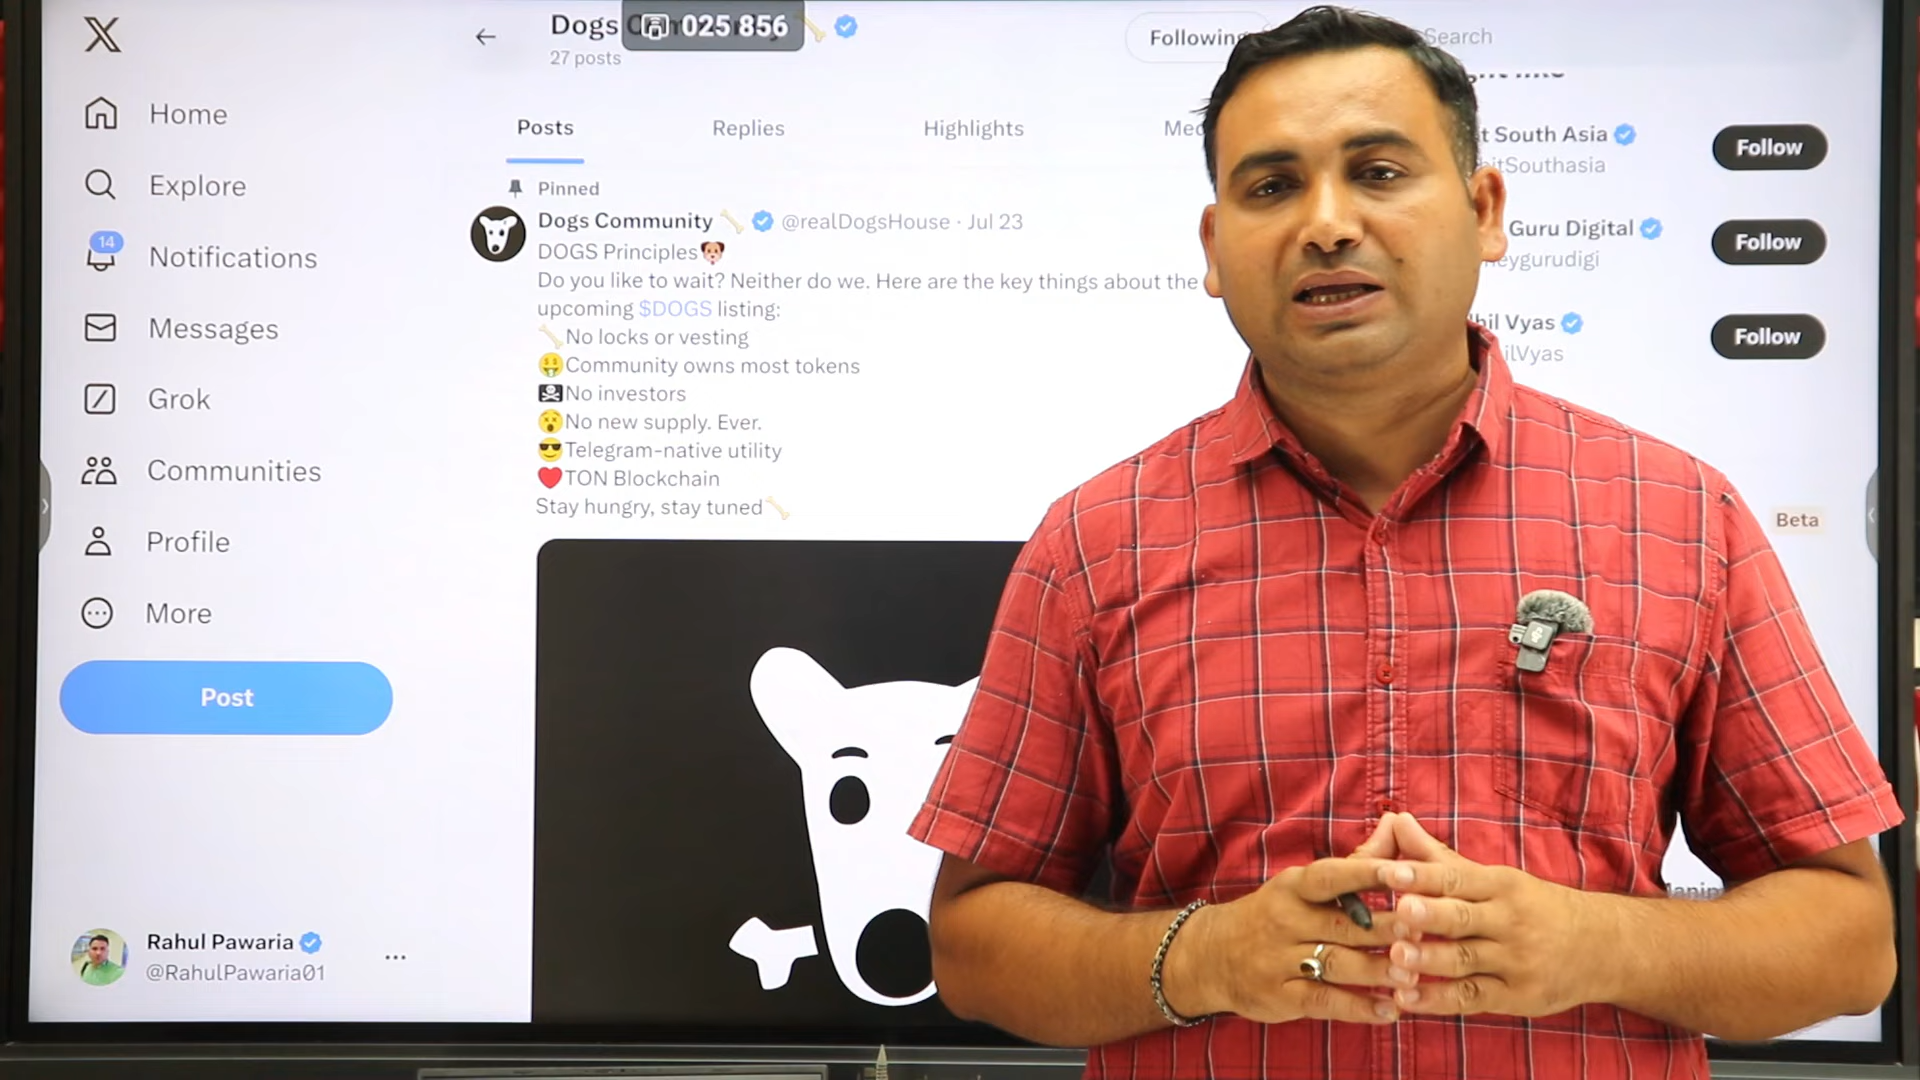 Home
Explore
14
Notifications
Messages
Grok
Communities
Profile
More
Post
Rahul Pawaria
@RahulPawaria01
Dogs
025 856
27 posts
Following
Search
Posts
Replies
Highlights
Pinned
Dogs Community @realDogsHouse · Jul 23
DOGS Principles
Do you like to wait? Neither do we. Here are the key things about the
upcoming $DOGS listing:
No locks or vesting
Community owns most tokens
No investors
No new supply. Ever.
Telegram-native utility
TON Blockchain
Stay hungry, stay tuned
South Asia
Follow
Guru Digital
Follow
Vyas
Follow
Beta